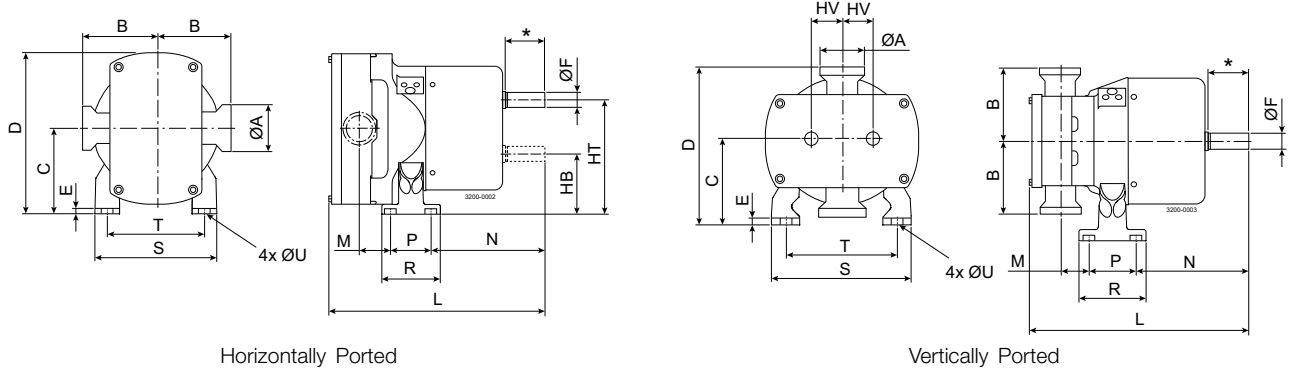 B B
D
C
E
ØA
T
S
4x ØU
*
ØF
HT
HB
3200-0002
M P N
R
L
Horizontally Ported
HV HV
ØA
D
C
E
T
S
4x ØU
*
ØF
B
B
3200-0003
M P N
R
L
Vertically Ported